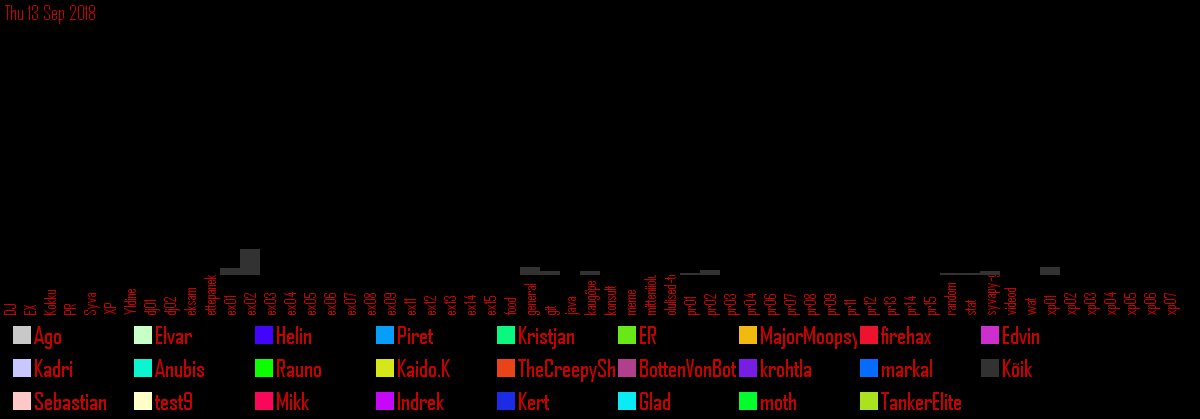 Thu 13 Sep 2018
DJ EX Kokku PR Syva XP Yldine dj01 dj02 eksam ettepanek ex01 ex02 ex03 ex04 ex05 ex06 ex07 ex08 ex09 ex11 ex12 ex13 ex14 ex15 food general git java kaugõpe konsult meme mitteridioli olulised-h pr01 pr02 pr03 pr04 pr06 pr07 pr08 pr09 pr11 pr12 pr13 pr14 pr15 random stat syvapy-g videod wat xp01 xp02 xp03 xp04 xp05 xp06 xp07
Ago Elvar Helin Piret Kristjan ER MajorMoopsy firehax Edvin
Kadri Anubis Rauno Kaido.K TheCreepySh BottenVonBot krohtla markal Kõik
Sebastian test9 Mikk Indrek Kert Glad moth TankerElite